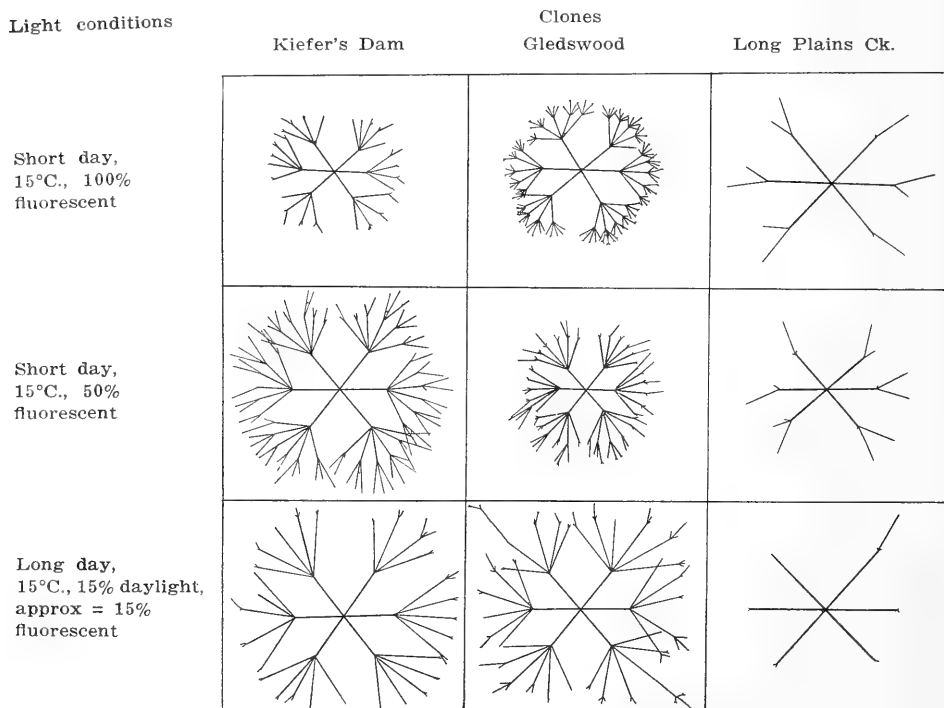 Light conditions
Clones
Kiefer's Dam
Gledswood
Long Plains Ck.
Short day,
15°C., 100%
fluorescent
Short day,
15°C., 50%
fluorescent
Long day,
15°C., 15% daylight,
approx = 15%
fluorescent